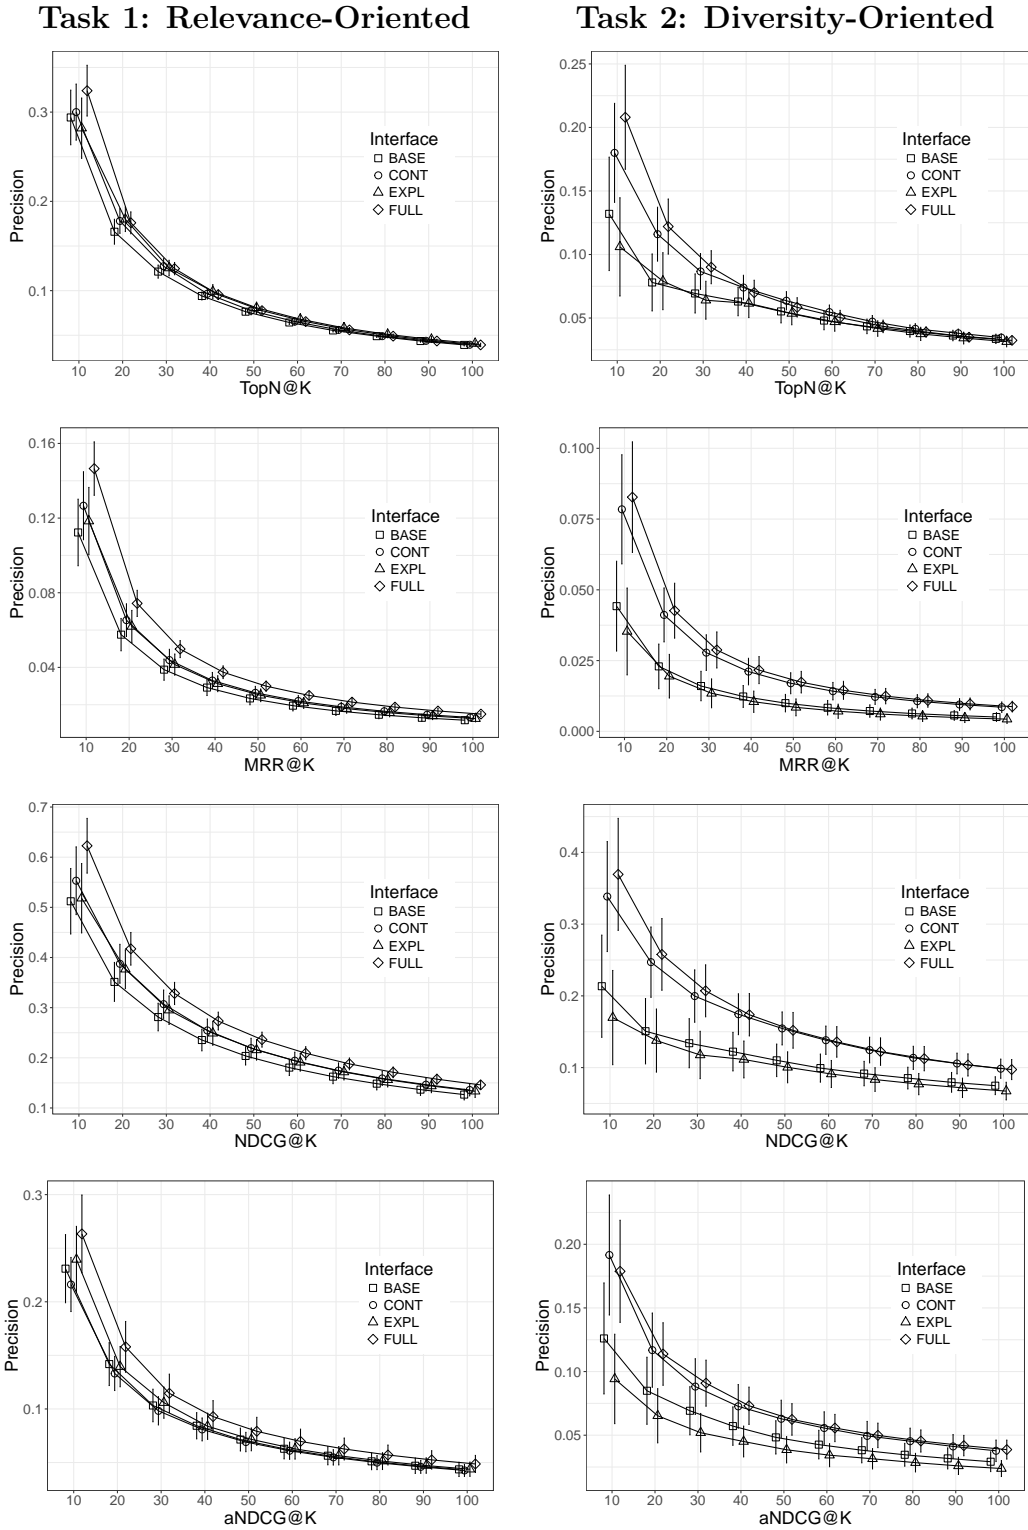 Task 1: Relevance-Oriented
Task 2: Diversity-Oriented
Precision
0.3
0.2
0.1
Interface
BASE
CONT
EXPL
FULL
10 20 30 40 50 60 70 80 90 100
TopN@K
Precision
0.25
0.20
0.15
0.10
0.05
Interface
BASE
CONT
EXPL
FULL
10 20 30 40 50 60 70 80 90 100
TopN@K
Precision
0.16
0.12
0.08
0.04
Interface
BASE
CONT
EXPL
FULL
10 20 30 40 50 60 70 80 90 100
MRR@K
Precision
0.100
0.075
0.050
0.025
0.000
Interface
BASE
CONT
EXPL
FULL
10 20 30 40 50 60 70 80 90 100
MRR@K
Precision
0.7
0.6
0.5
0.4
0.3
0.2
0.1
Interface
BASE
CONT
EXPL
FULL
10 20 30 40 50 60 70 80 90 100
NDCG@K
Precision
0.4
0.3
0.2
0.1
Interface
BASE
CONT
EXPL
FULL
10 20 30 40 50 60 70 80 90 100
NDCG@K
Precision
0.3
0.2
0.1
Interface
BASE
CONT
EXPL
FULL
10 20 30 40 50 60 70 80 90 100
aNDCG@K
Precision
0.20
0.15
0.10
0.05
Interface
BASE
CONT
EXPL
FULL
10 20 30 40 50 60 70 80 90 100
aNDCG@K